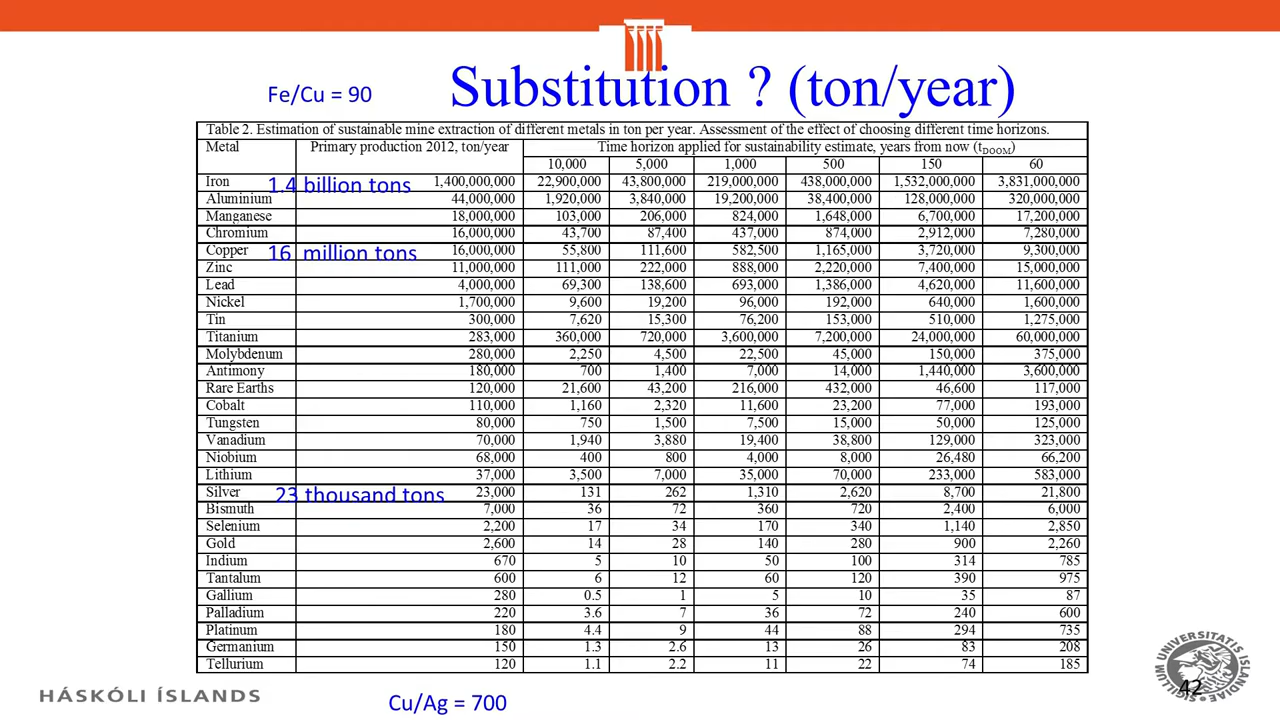 Fe/Cu = 90
Substitution ? (ton/year)
Table 2. Estimation of sustainable mine extraction of different metals in ton per year. Assessment of the effect of choosing different time horizons.
Metal Primary production 2012, ton/year Time horizon applied for sustainability estimate, years from now (tDOOM)
10,000 5,000 1,000 500 150 60
Iron 1.4 billion tons 1,400,000,000 22,900,000 43,800,000 219,000,000 438,000,000 1,532,000,000 3,831,000,000
Aluminium 44,000,000 1,920,000 3,840,000 19,200,000 38,400,000 128,000,000 320,000,000
Manganese 18,000,000 103,000 206,000 824,000 1,648,000 6,700,000 17,200,000
Chromium 16,000,000 43,700 87,400 437,000 874,000 2,912,000 7,280,000
Copper 16 million tons 16,000,000 55,800 111,600 582,500 1,165,000 3,720,000 9,300,000
Zinc 11,000,000 111,000 222,000 888,000 2,220,000 7,400,000 15,000,000
Lead 4,000,000 69,300 138,600 693,000 1,386,000 4,620,000 11,600,000
Nickel 1,700,000 9,600 19,200 96,000 192,000 640,000 1,600,000
Tin 300,000 7,620 15,300 76,200 153,000 510,000 1,275,000
Titanium 283,000 360,000 720,000 3,600,000 7,200,000 24,000,000 60,000,000
Molybdenum 280,000 2,250 4,500 22,500 45,000 150,000 375,000
Antimony 180,000 700 1,400 7,000 14,000 1,440,000 3,600,000
Rare Earths 120,000 21,600 43,200 216,000 432,000 46,600 117,000
Cobalt 110,000 1,160 2,320 11,600 23,200 77,000 193,000
Tungsten 80,000 750 1,500 7,500 15,000 50,000 125,000
Vanadium 70,000 1,940 3,880 19,400 38,800 129,000 323,000
Niobium 68,000 400 800 4,000 8,000 26,480 66,200
Lithium 37,000 3,500 7,000 35,000 70,000 233,000 583,000
Silver 23 thousand tons 23,000 131 262 1,310 2,620 8,700 21,800
Bismuth 7,000 36 72 360 720 2,400 6,000
Selenium 2,200 17 34 170 340 1,140 2,850
Gold 2,600 14 28 140 280 900 2,260
Indium 670 5 10 50 100 314 785
Tantalum 600 6 12 60 120 390 975
Gallium 280 0.5 1 5 10 35 87
Palladium 220 3.6 7 36 72 240 600
Platinum 180 4.4 9 44 88 294 735
Germanium 150 1.3 2.6 13 26 83 208
Tellurium 120 1.1 2.2 11 22 74 185
HÁSKÓLI ÍSLANDS
Cu/Ag = 700
SIGILLUM UNIVERSITATIS ISLANDIAE
42